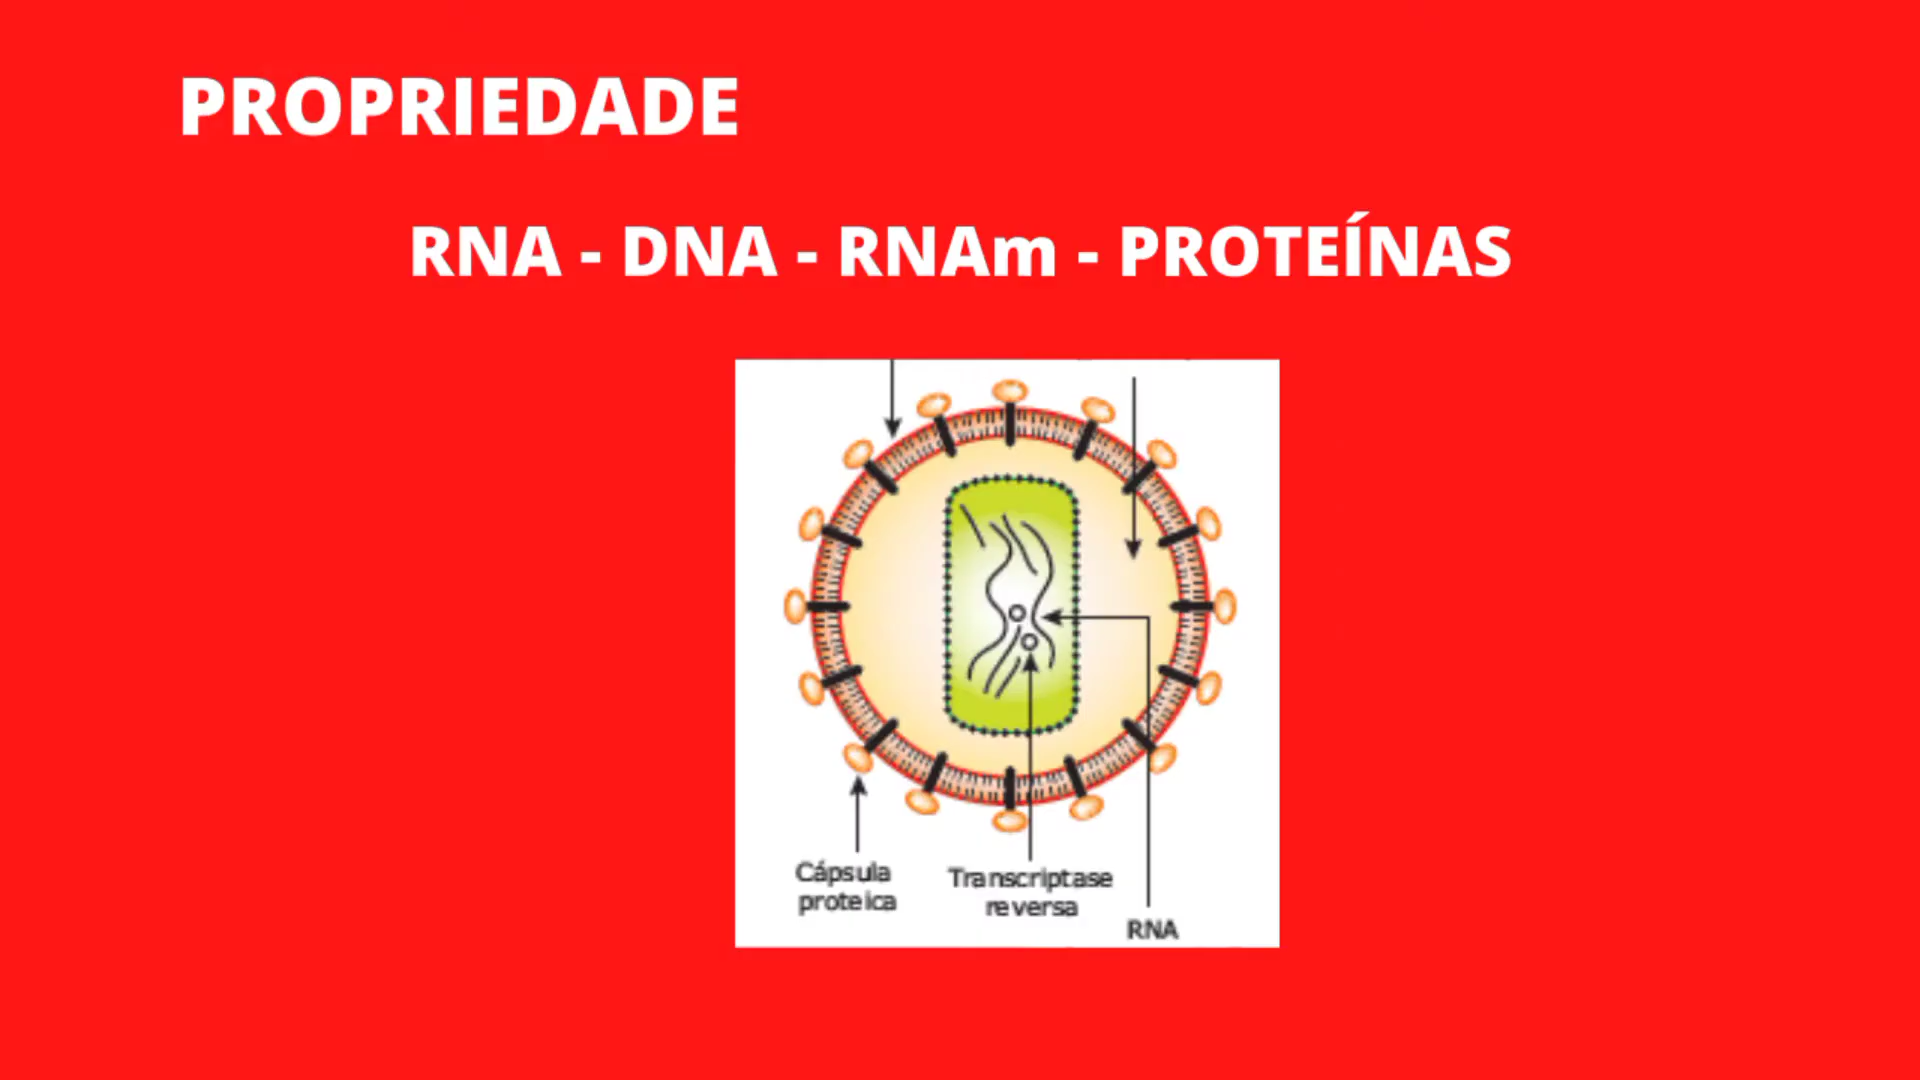 PROPRIEDADE
RNA - DNA - RNAm - PROTEÍNAS
Cápsula
proteica
Transcriptase
reversa
RNA